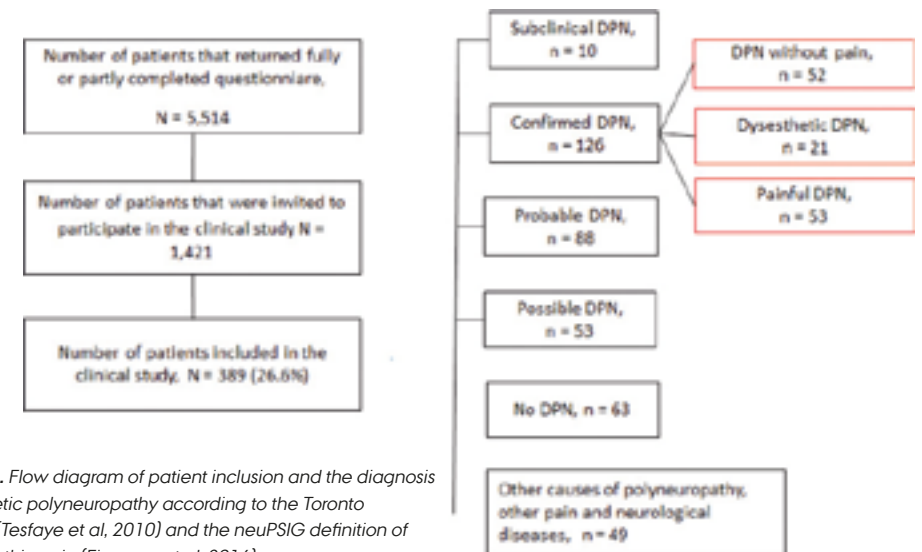 Number of patients that returned fully
or partly completed questionniare,
N = 5,514
Number of patients that were invited to
participate in the clinical study N =
1,421
Number of patients included in the
clinical study, N = 389 (26.6%)
Subclinical DPN,
n = 10
Confirmed DPN,
n = 126
Probable DPN,
n = 88
Possible DPN,
n = 53
No DPN, n = 63
Other causes of polyneuropathy,
other pain and neurological
diseases, n = 49
DPN without pain,
n = 52
Dysesthetic DPN,
n = 21
Painful DPN,
n = 53
. Flow diagram of patient inclusion and the diagnosis
etic polyneuropathy according to the Toronto
(Tesfaye et al, 2010) and the neuPSIG definition of